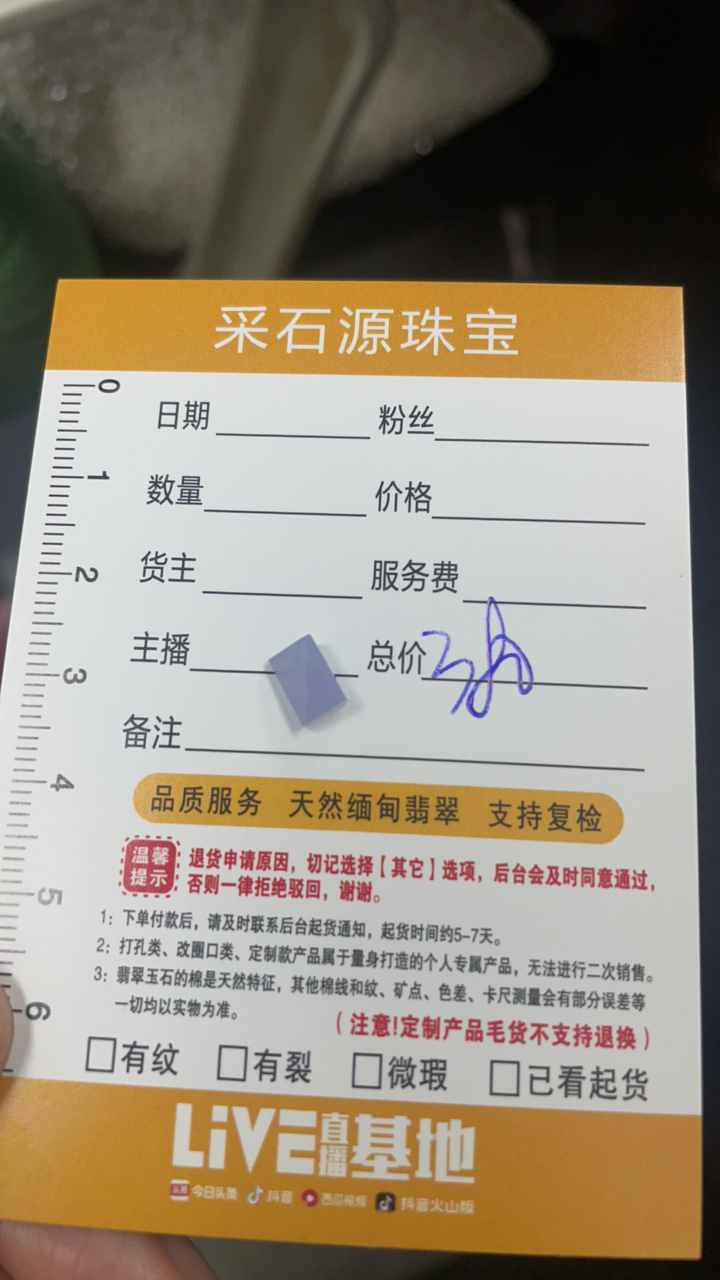 采石源珠宝
0
日期 粉丝
1
数量 价格
2
货主 服务费
主播 总价
3
备注
4
品质服务 天然缅甸翡翠 支持复检
温馨提示
退货申请原因，切记选择【其它】选项，后台会及时同意通过，
否则一律拒绝驳回，谢谢。
5
1：下单付款后，请及时联系后台起货通知，起货时间约5-7天。
2：打孔类、改圈口类、定制款产品属于量身打造的个人专属产品，无法进行二次销售。
3：翡翠玉石的棉是天然特征，其他棉线和纹、矿点、色差、卡尺测量会有部分误差等
一切均以实物为准。
6
（注意!定制产品毛货不支持退换）
有纹 有裂 微瑕 已看起货
LiVE直播基地
头条 今日头条 抖音 西瓜视频 抖音火山版